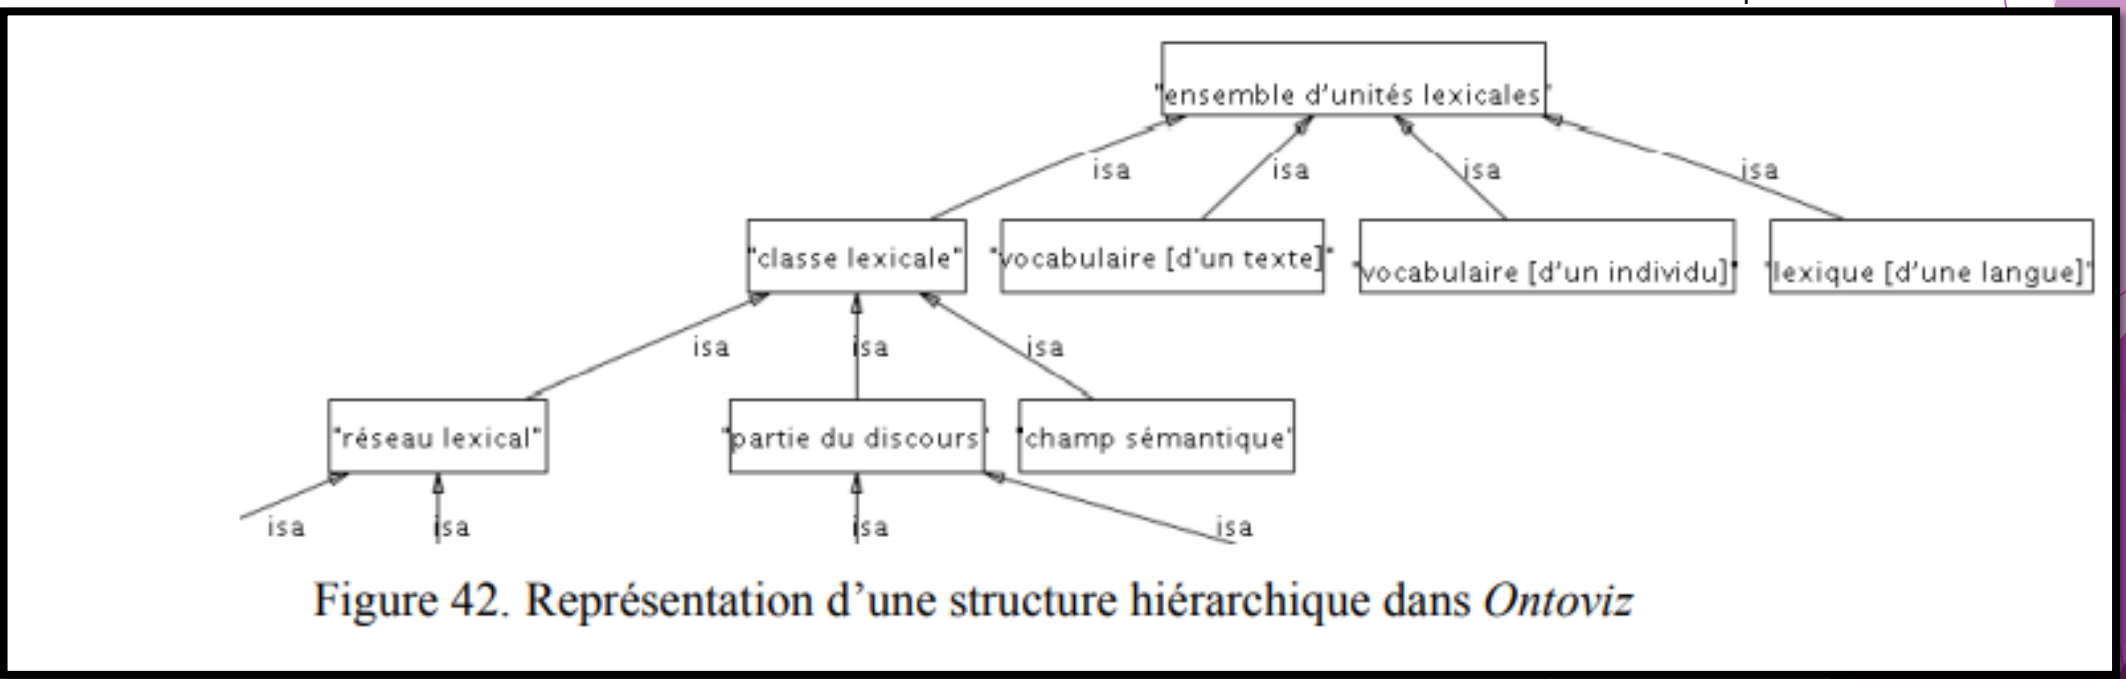 "ensemble d'unités lexicales"
isa isa isa isa
"classe lexicale" "vocabulaire [d'un texte]" "vocabulaire [d'un individu]" "lexique [d'une langue]"
isa isa isa
"réseau lexical" "partie du discours" "champ sémantique"
isa isa isa isa
Figure 42. Représentation d'une structure hiérarchique dans Ontoviz